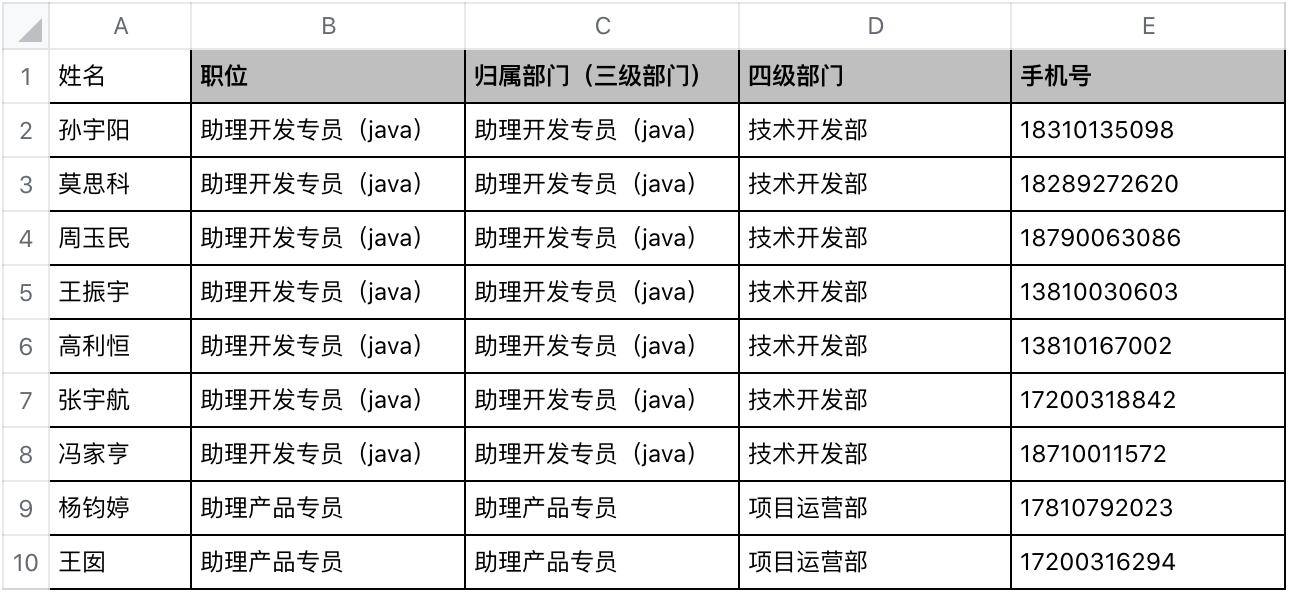 A B C D E
1 姓名 职位 归属部门（三级部门） 四级部门 手机号
2 孙宇阳 助理开发专员（java） 助理开发专员（java） 技术开发部 18310135098
3 莫思科 助理开发专员（java） 助理开发专员（java） 技术开发部 18289272620
4 周玉民 助理开发专员（java） 助理开发专员（java） 技术开发部 18790063086
5 王振宇 助理开发专员（java） 助理开发专员（java） 技术开发部 13810030603
6 高利恒 助理开发专员（java） 助理开发专员（java） 技术开发部 13810167002
7 张宇航 助理开发专员（java） 助理开发专员（java） 技术开发部 17200318842
8 冯家亨 助理开发专员（java） 助理开发专员（java） 技术开发部 18710011572
9 杨钧婷 助理产品专员 助理产品专员 项目运营部 17810792023
10 王囡 助理产品专员 助理产品专员 项目运营部 17200316294